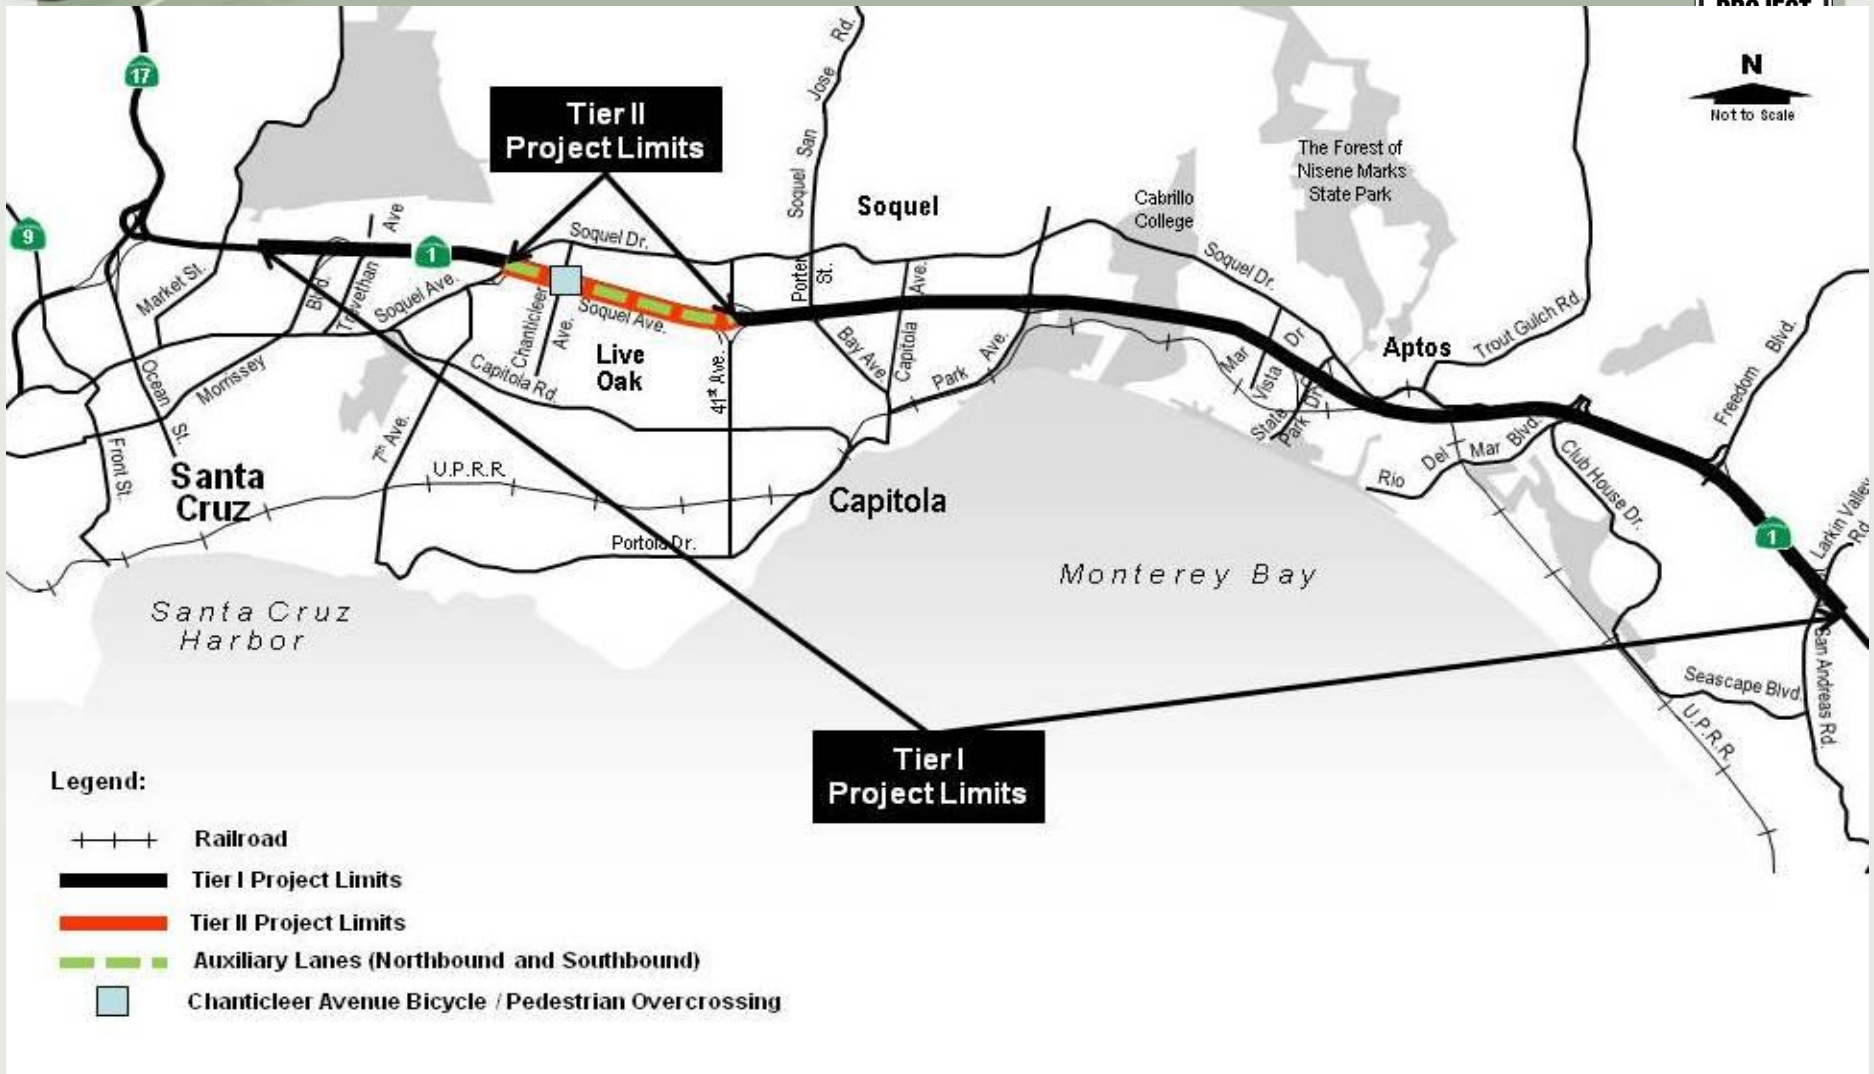 PROJECT
17
N
Not to Scale
Tier II
Project Limits
Soquel San Jose Rd.
The Forest of
Nisene Marks
State Park
Cabrillo
College
Soquel
9
Ave
1
Soquel Dr.
Soquel Dr.
Market St.
Blvd.
Trevethan
Soquel Ave.
Chanticleer
Ave.
Soquel Ave.
Porter
St.
Capitola Ave.
Bay Ave.
Park Ave.
Mar Vista Dr
Aptos
Trout Gulch Rd.
Freedom Blvd.
Live
Oak
41st Ave.
Capitola Rd.
Ocean St.
Morrissey
State
Park Dr.
Rio Del Mar Blvd.
Club House Dr.
Front St.
7th Ave.
U.P.R.R.
Santa
Cruz
Capitola
Portola Dr.
1
Larkin Valley
Rd.
Monterey Bay
Santa Cruz
Harbor
San Andreas Rd.
Seascape Blvd.
U.P.R.R.
Tier I
Project Limits
Legend:
Railroad
Tier I Project Limits
Tier II Project Limits
Auxiliary Lanes (Northbound and Southbound)
Chanticleer Avenue Bicycle / Pedestrian Overcrossing